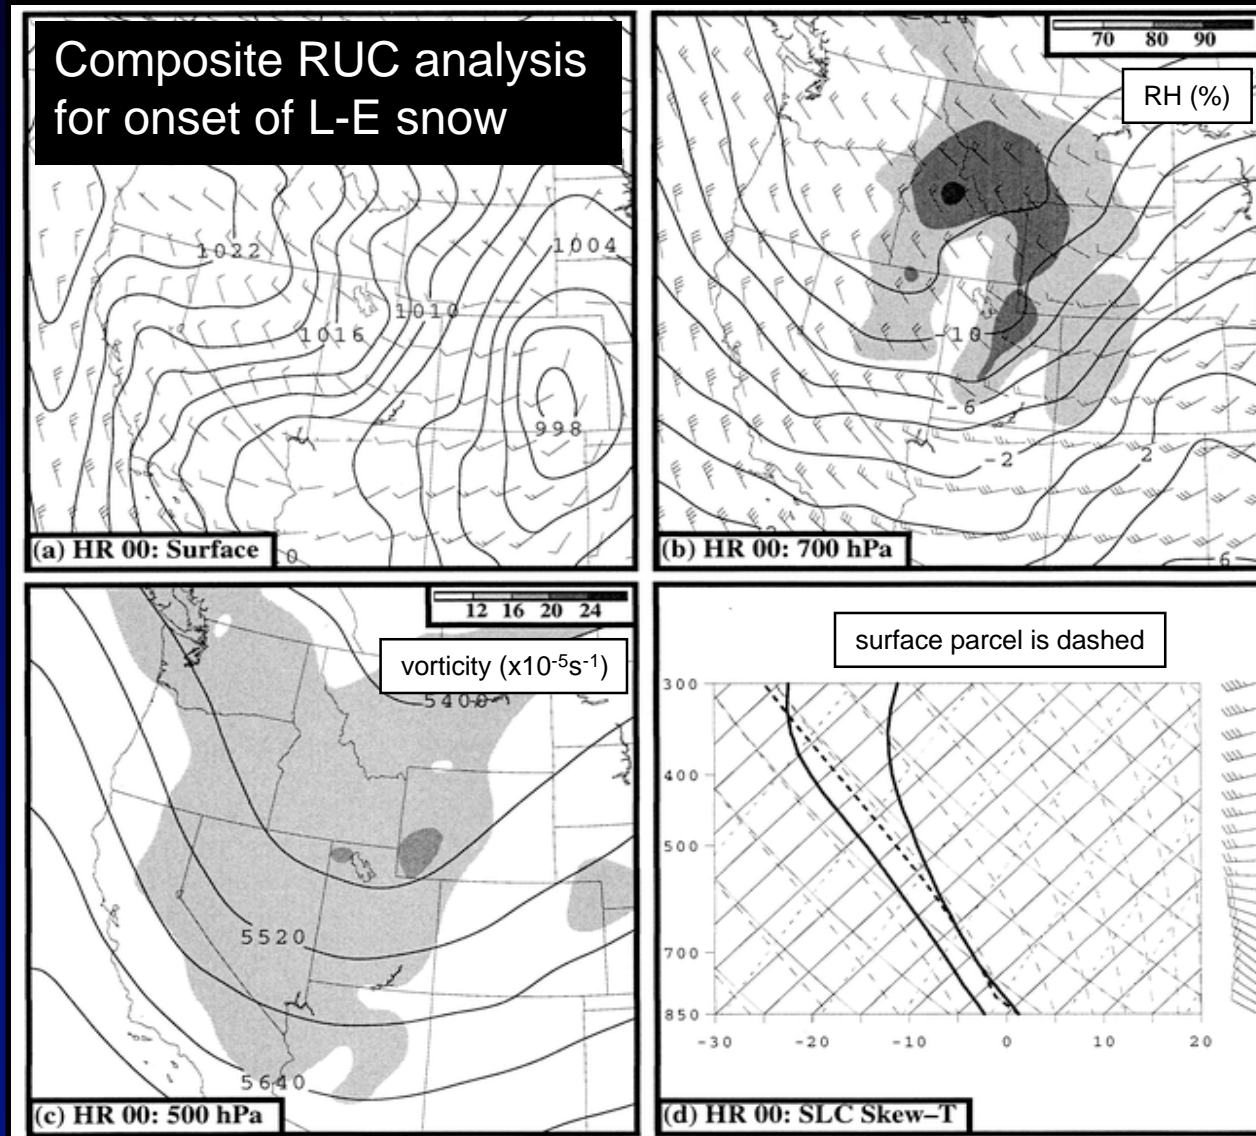 Composite RUC analysis
for onset of L-E snow
1022
1004
1016
1010
998
(a) HR 00: Surface
0
-14
70 80 90
RH (%)
-10
-6
-2
2
6
(b) HR 00: 700 hPa
12 16 20 24
vorticity (x10-5s-1)
5400
5520
5640
(c) HR 00: 500 hPa
surface parcel is dashed
300
400
500
700
850
-30 -20 -10 0 10 20
(d) HR 00: SLC Skew–T